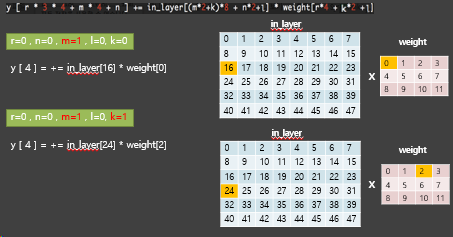 y [ r * 3 * 4 + m * 4 + n ] += in_layer[(m*2+k)*8 + n*2+l] * weight[r*4 + k*2 +l]
r=0 , n=0 , m=1 , l=0, k=0
y [ 4 ] = += in_layer[16] * weight[0]
in_layer
0 1 2 3 4 5 6 7
8 9 10 11 12 13 14 15
16 17 18 19 20 21 22 23
24 25 26 27 28 29 30 31
32 33 34 35 36 37 38 39
40 41 42 43 44 45 46 47
X
weight
0 1 2 3
4 5 6 7
8 9 10 11
r=0 , n=0 , m=1 , l=0, k=1
y [ 4 ] = += in_layer[24] * weight[2]
in_layer
0 1 2 3 4 5 6 7
8 9 10 11 12 13 14 15
16 17 18 19 20 21 22 23
24 25 26 27 28 29 30 31
32 33 34 35 36 37 38 39
40 41 42 43 44 45 46 47
X
weight
0 1 2 3
4 5 6 7
8 9 10 11